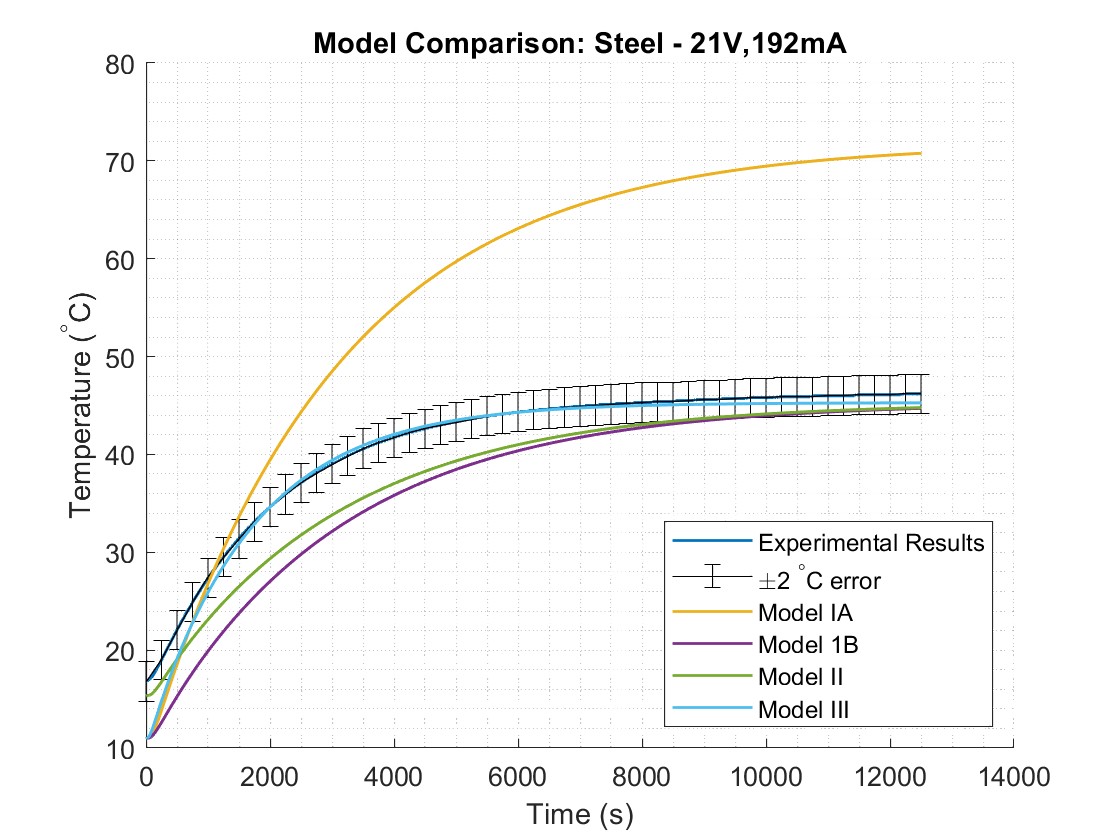 Model Comparison: Steel - 21V,192mA
80
70
60
50
40
30
20
10
Temperature (°C)
0
2000
4000
6000
8000
10000
12000
14000
Time (s)
Experimental Results
±2 °C error
Model IA
Model 1B
Model II
Model III